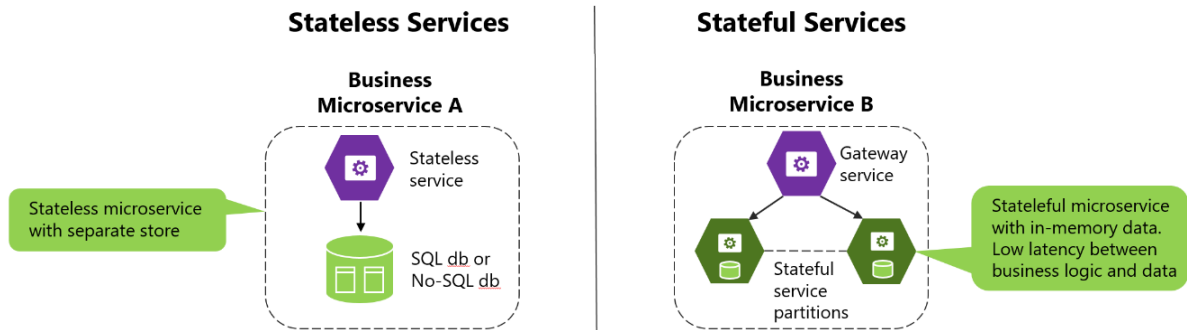 Stateless Services
Business
Microservice A
Stateless
service
SQL db or
No-SQL db
Stateless microservice
with separate store
Stateful Services
Business
Microservice B
Gateway
service
Stateful
service
partitions
Stateleful microservice
with in-memory data.
Low latency between
business logic and data